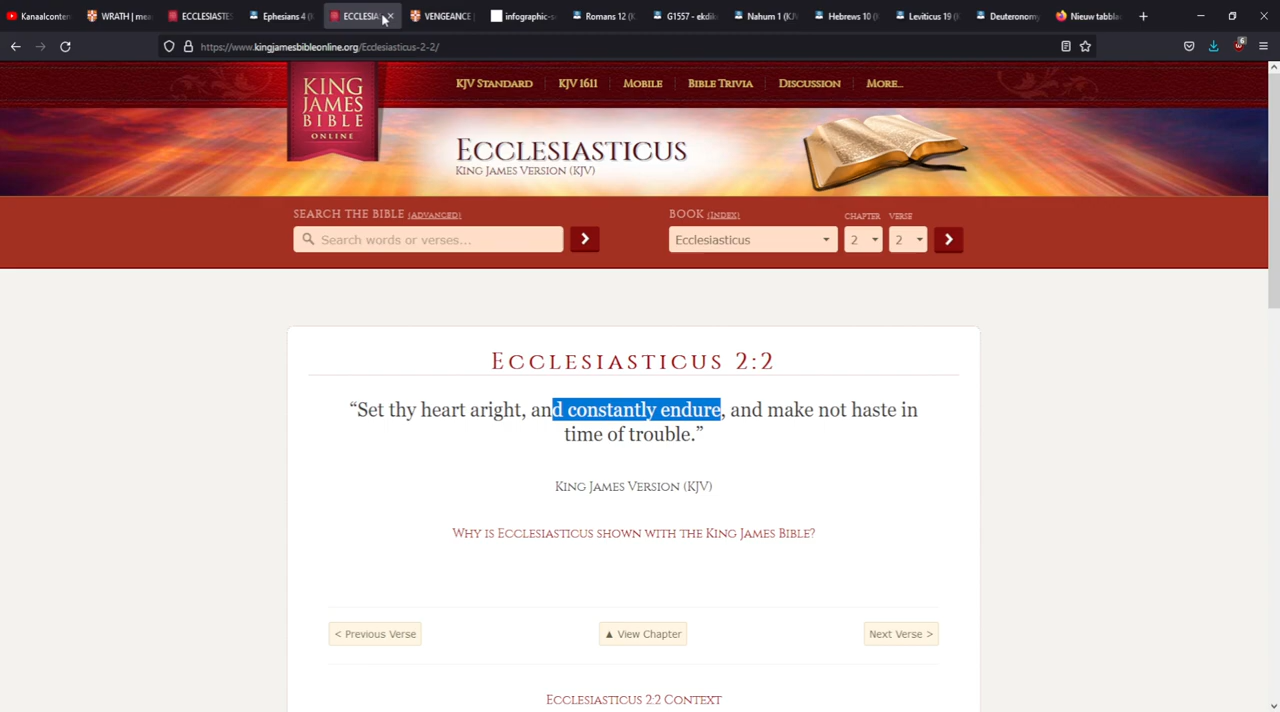 Kanaalconten
WRATH | mea
ECCLESIASTES
Ephesians 4 (
ECCLESIA
VENGEANCE |
infographic-s
Romans 12 (K
G1557 - ekdik
Nahum 1 (KJV
Hebrews 10 (
Leviticus 19 (
Deuteronomy
Nieuw tabbla
https://www.kingjamesbibleonline.org/Ecclesiasticus-2-2/
6
KING
JAMES
BIBLE
ONLINE
KJV STANDARD
KJV 1611
MOBILE
BIBLE TRIVIA
DISCUSSION
MORE...
ECCLESIASTICUS
KING JAMES VERSION (KJV)
SEARCH THE BIBLE (ADVANCED)
Search words or verses...
BOOK (INDEX)
CHAPTER
VERSE
Ecclesiasticus
2
2
ECCLESIASTICUS 2:2
“Set thy heart aright, and constantly endure, and make not haste in
time of trouble.”
KING JAMES VERSION (KJV)
WHY IS ECCLESIASTICUS SHOWN WITH THE KING JAMES BIBLE?
< Previous Verse
▲ View Chapter
Next Verse >
ECCLESIASTICUS 2:2 CONTEXT